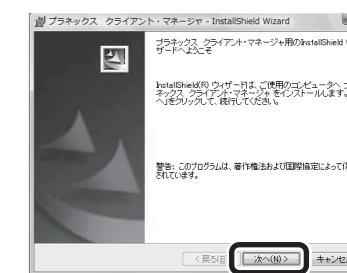 プラネックス クライアント・マネージャ - InstallShield Wizard
プラネックス クライアント・マネージャ用のInstallShield
ザードへようこそ
InstallShield(R) ウィザードは、ご使用のコンピュータへ プ
ネックス クライアント・マネージャ をインストールします。
へ」をクリックして、続行してください。
警告: このプログラムは、著作権法および国際協定によって
されています。
< 戻る(B) 次へ(N) > キャンセ